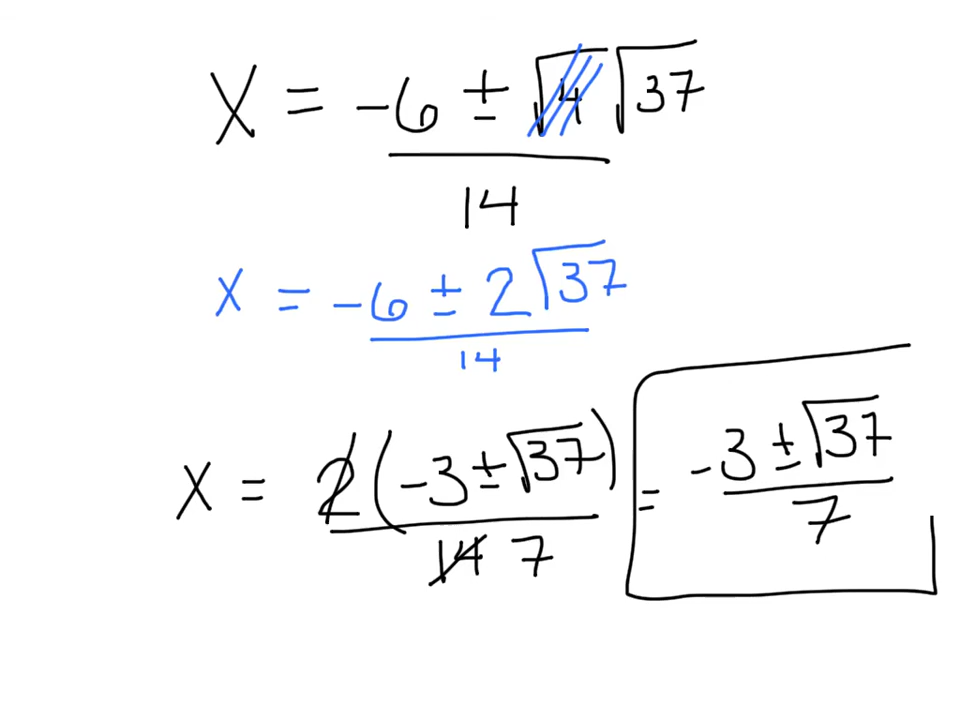 X = -6 ± √4 √37
14
x = -6 ± 2√37
14
X = 2(-3 ± √37) = -3 ± √37
14 7 7